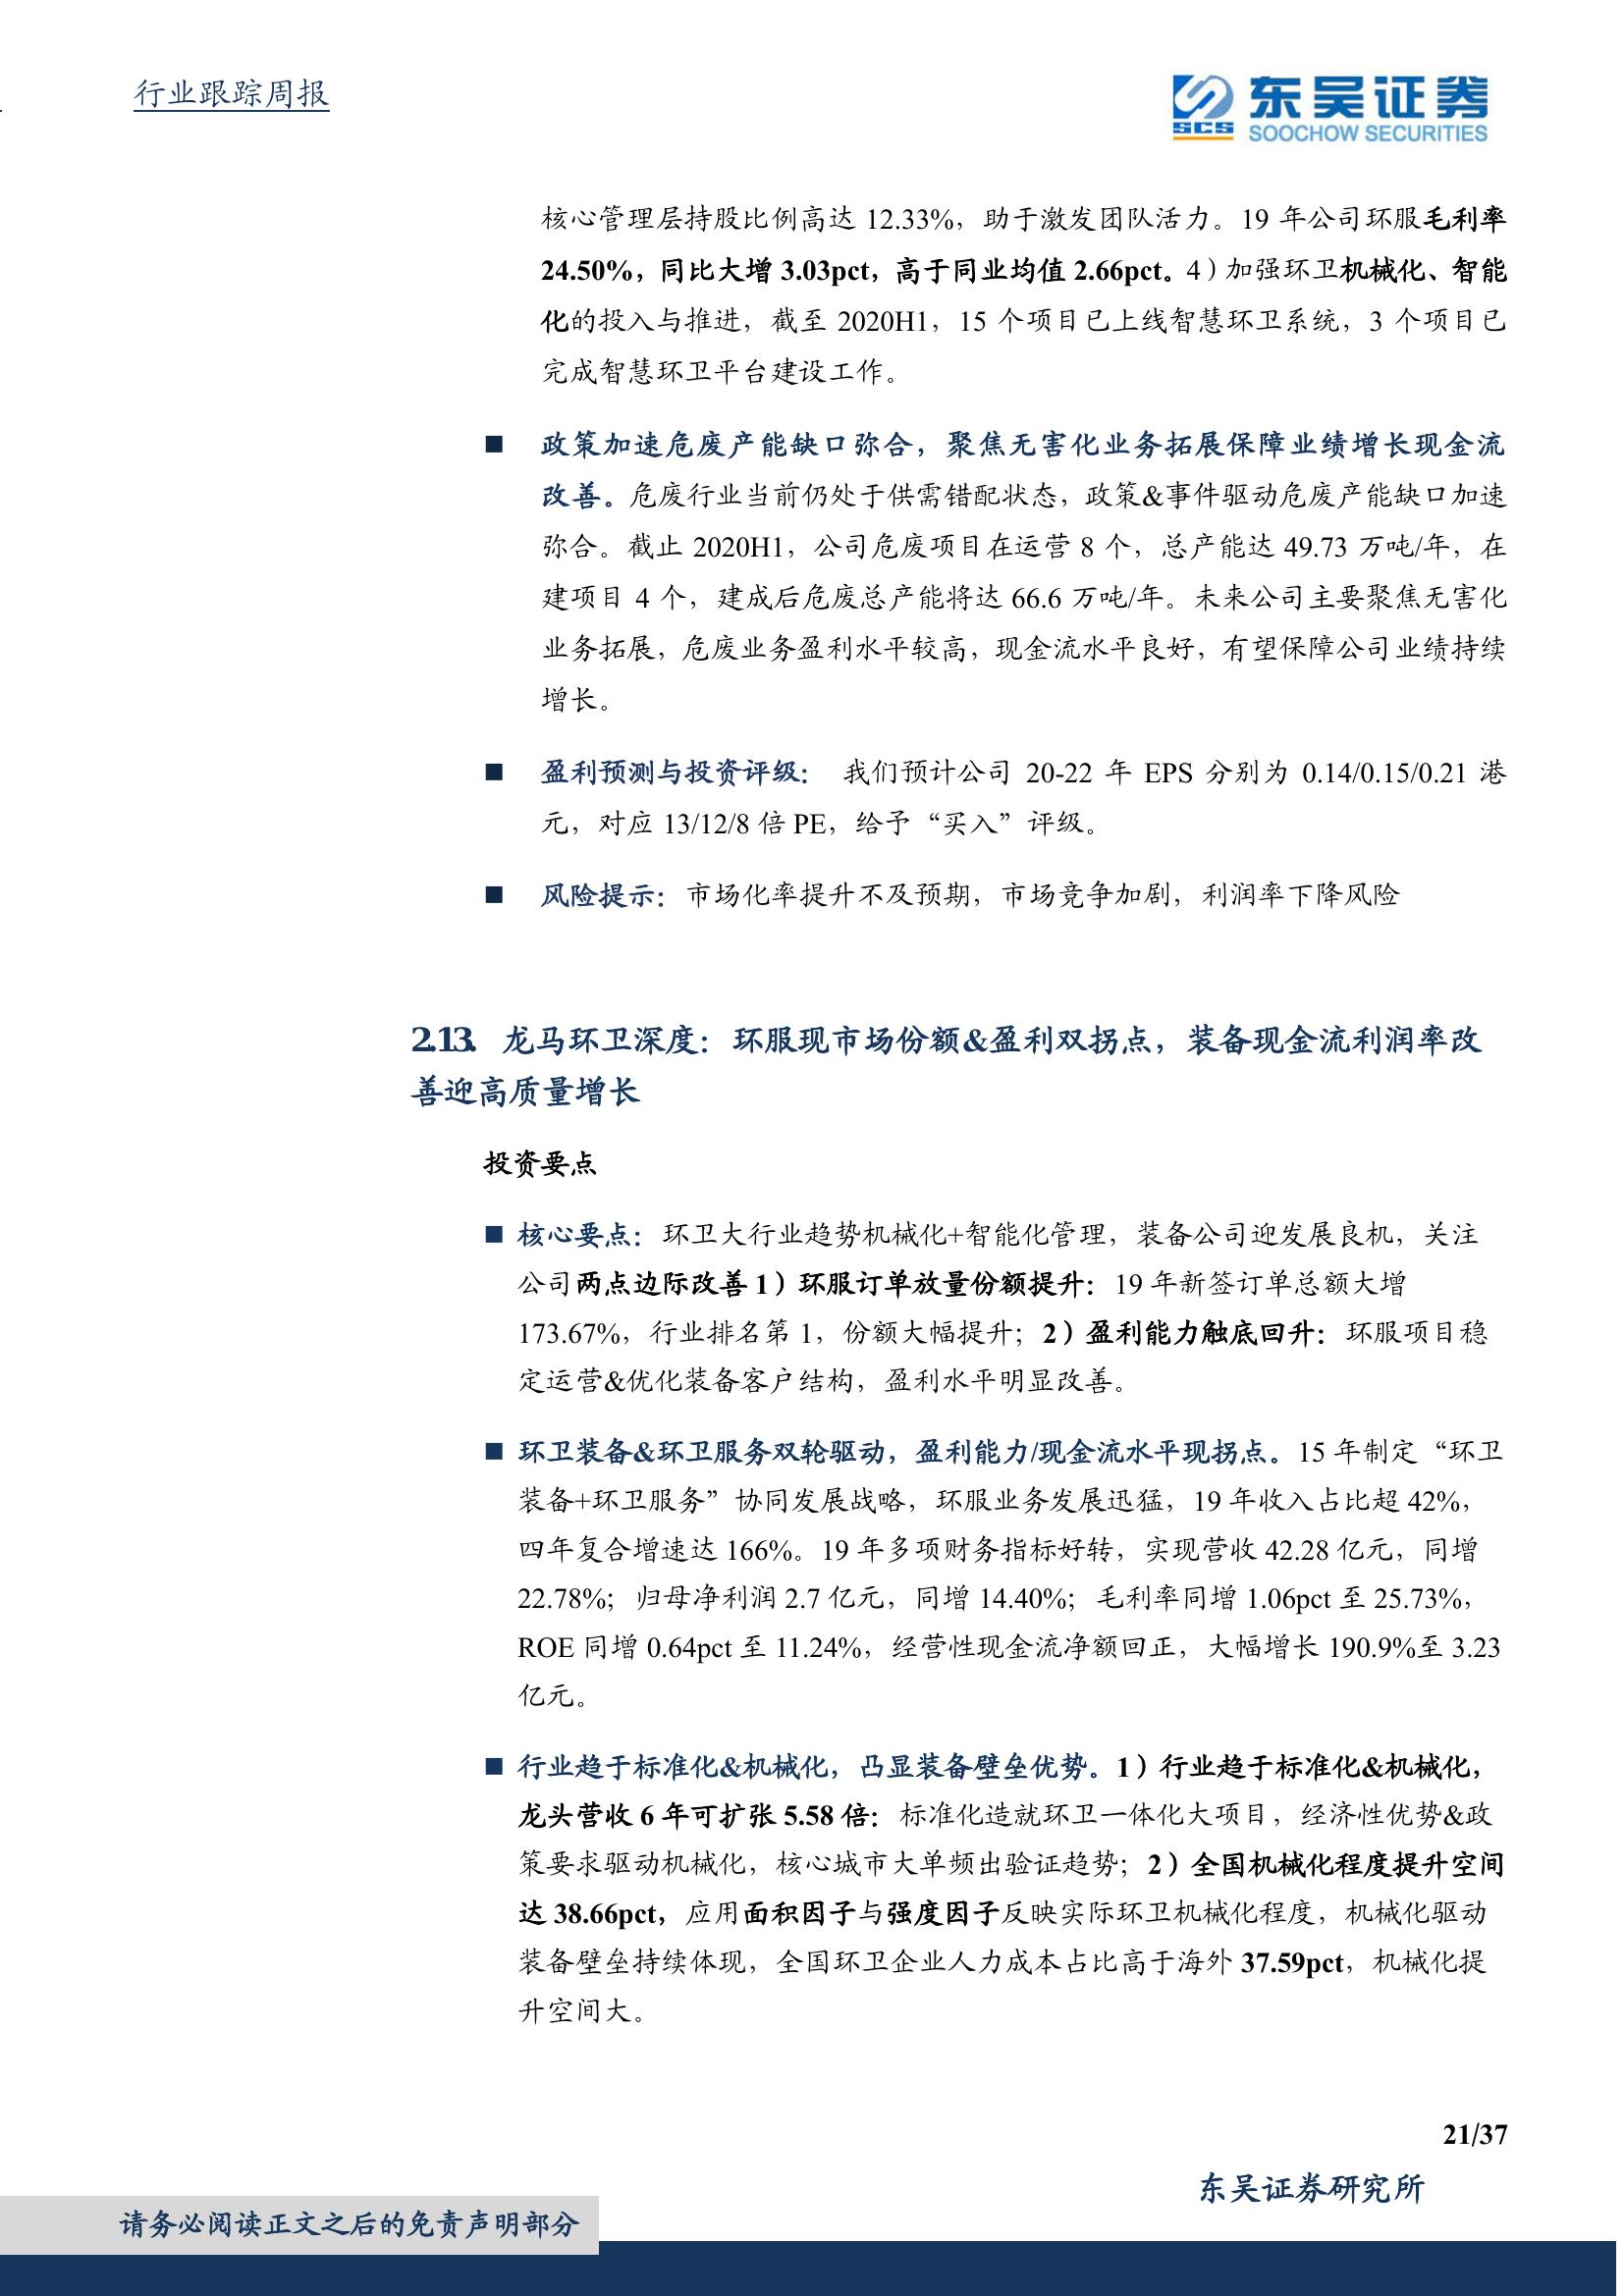 行业跟踪周报
SCS
东吴证券
SOOCHOW SECURITIES
核心管理层持股比例高达 12.33%，助于激发团队活力。19 年公司环服毛利率
24.50%，同比大增 3.03pct，高于同业均值 2.66pct。4）加强环卫机械化、智能
化的投入与推进，截至 2020H1，15 个项目已上线智慧环卫系统，3 个项目已
完成智慧环卫平台建设工作。
■ 政策加速危废产能缺口弥合，聚焦无害化业务拓展保障业绩增长现金流
改善。危废行业当前仍处于供需错配状态，政策&事件驱动危废产能缺口加速
弥合。截止 2020H1，公司危废项目在运营 8 个，总产能达 49.73 万吨/年，在
建项目 4 个，建成后危废总产能将达 66.6 万吨/年。未来公司主要聚焦无害化
业务拓展，危废业务盈利水平较高，现金流水平良好，有望保障公司业绩持续
增长。
■ 盈利预测与投资评级： 我们预计公司 20-22 年 EPS 分别为 0.14/0.15/0.21 港
元，对应 13/12/8 倍 PE，给予“买入”评级。
■ 风险提示：市场化率提升不及预期，市场竞争加剧，利润率下降风险
2.13. 龙马环卫深度：环服现市场份额&盈利双拐点，装备现金流利润率改
善迎高质量增长
投资要点
■ 核心要点：环卫大行业趋势机械化+智能化管理，装备公司迎发展良机，关注
公司两点边际改善 1）环服订单放量份额提升：19 年新签订单总额大增
173.67%，行业排名第 1，份额大幅提升；2）盈利能力触底回升：环服项目稳
定运营&优化装备客户结构，盈利水平明显改善。
■ 环卫装备&环卫服务双轮驱动，盈利能力/现金流水平现拐点。15 年制定“环卫
装备+环卫服务”协同发展战略，环服业务发展迅猛，19 年收入占比超 42%，
四年复合增速达 166%。19 年多项财务指标好转，实现营收 42.28 亿元，同增
22.78%；归母净利润 2.7 亿元，同增 14.40%；毛利率同增 1.06pct 至 25.73%，
ROE 同增 0.64pct 至 11.24%，经营性现金流净额回正，大幅增长 190.9%至 3.23
亿元。
■ 行业趋于标准化&机械化，凸显装备壁垒优势。1）行业趋于标准化&机械化，
龙头营收 6 年可扩张 5.58 倍：标准化造就环卫一体化大项目，经济性优势&政
策要求驱动机械化，核心城市大单频出验证趋势；2）全国机械化程度提升空间
达 38.66pct，应用面积因子与强度因子反映实际环卫机械化程度，机械化驱动
装备壁垒持续体现，全国环卫企业人力成本占比高于海外 37.59pct，机械化提
升空间大。
21/37
东吴证券研究所
请务必阅读正文之后的免责声明部分